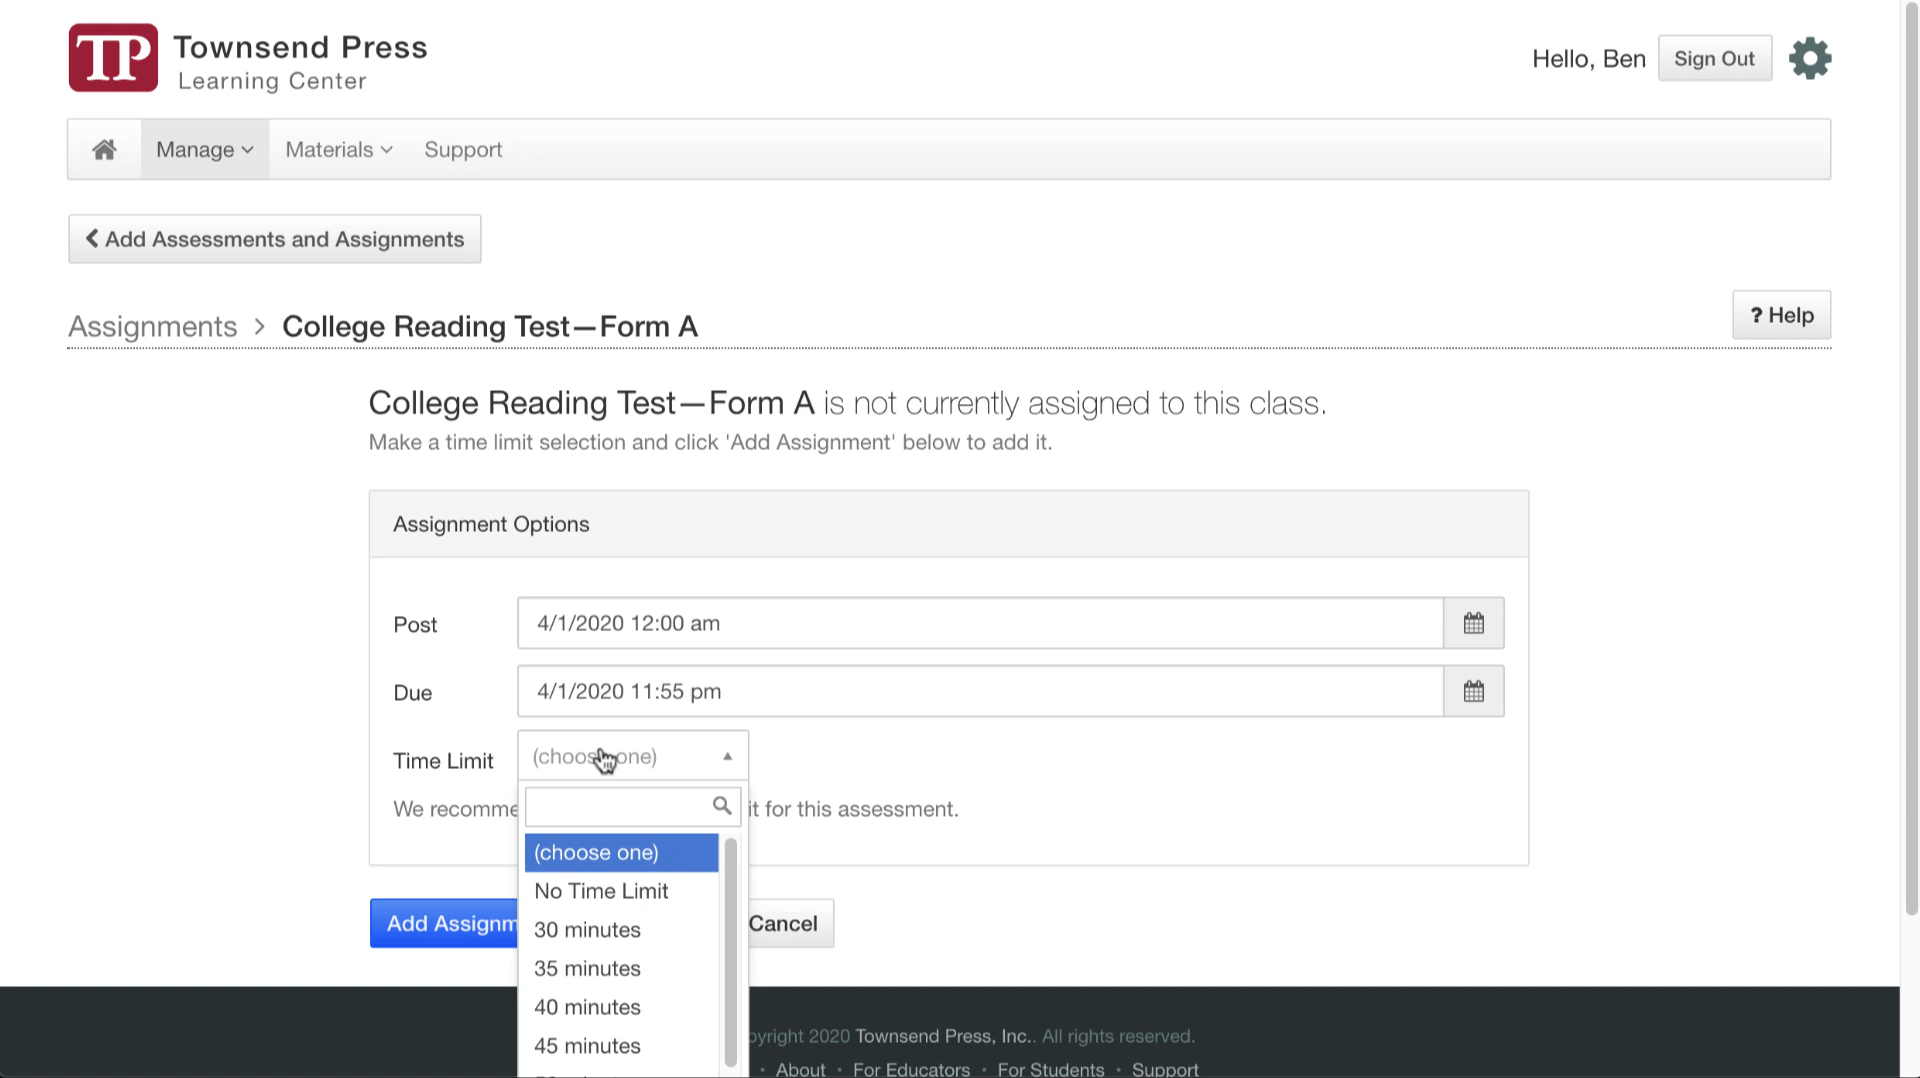 TP
Townsend Press
Learning Center
Hello, Ben
Sign Out
Manage
Materials
Support
Add Assessments and Assignments
Assignments > College Reading Test—Form A
? Help
College Reading Test—Form A is not currently assigned to this class.
Make a time limit selection and click 'Add Assignment' below to add it.
Assignment Options
Post
4/1/2020 12:00 am
Due
4/1/2020 11:55 pm
Time Limit
(choose one)
We recomme it for this assessment.
(choose one)
No Time Limit
30 minutes
35 minutes
40 minutes
45 minutes
Add Assignm
Cancel
opyright 2020 Townsend Press, Inc.. All rights reserved.
• About • For Educators • For Students • Support